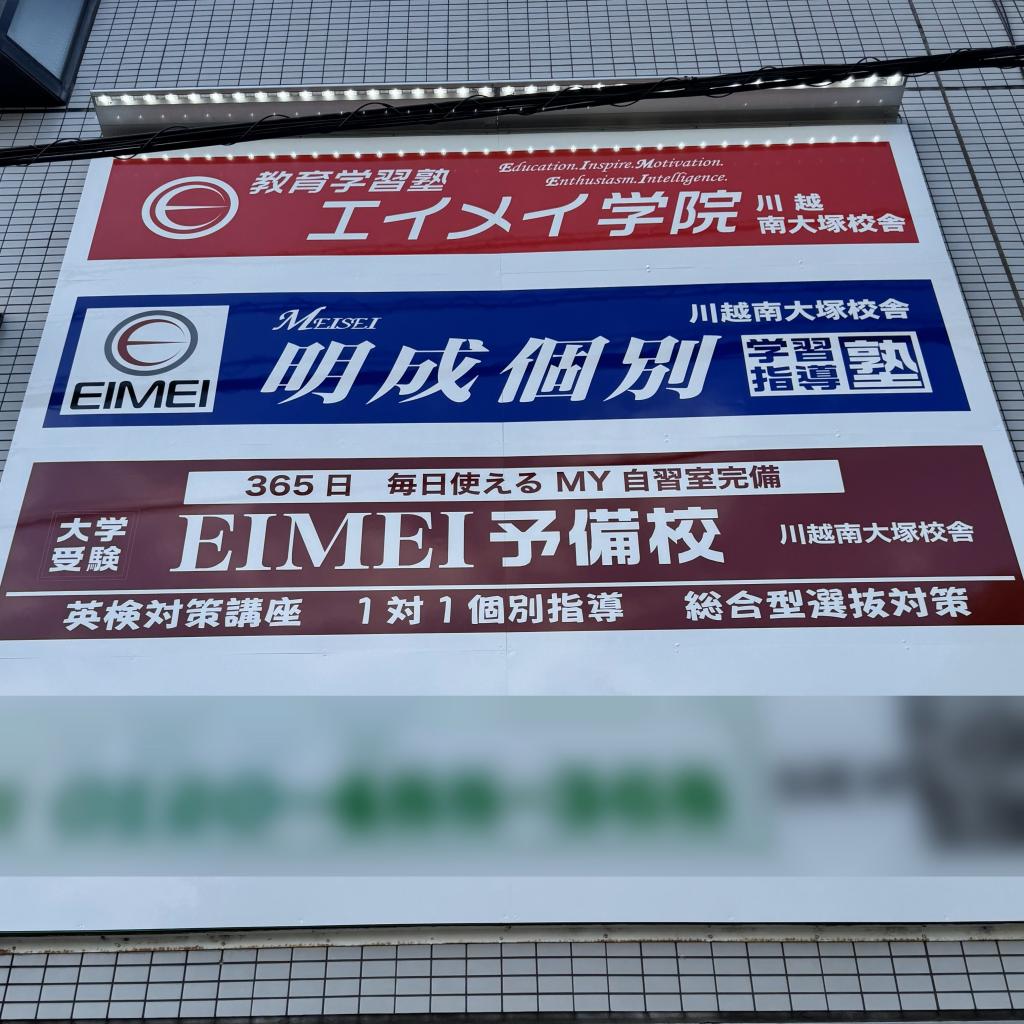 教育学習塾
Education.Inspire.Motivation.
Enthusiasm.Intelligence.
エイメイ学院
川越
南大塚校舎
MEISEI
川越南大塚校舎
EIMEI
明成個別
学習
指導
塾
365日 毎日使える MY 自習室完備
大学
受験
EIMEI予備校
川越南大塚校舎
英検対策講座 1対1個別指導 総合型選抜対策